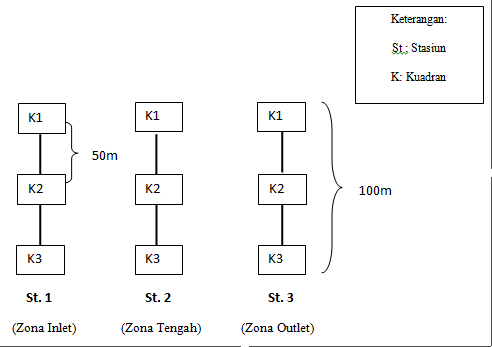 Keterangan:
St : Stasiun
K: Kuadran
K1
K1
K1
50m
K2
K2
K2
100m
K3
K3
K3
St. 1
St. 2
St. 3
(Zona Inlet)
(Zona Tengah)
(Zona Outlet)